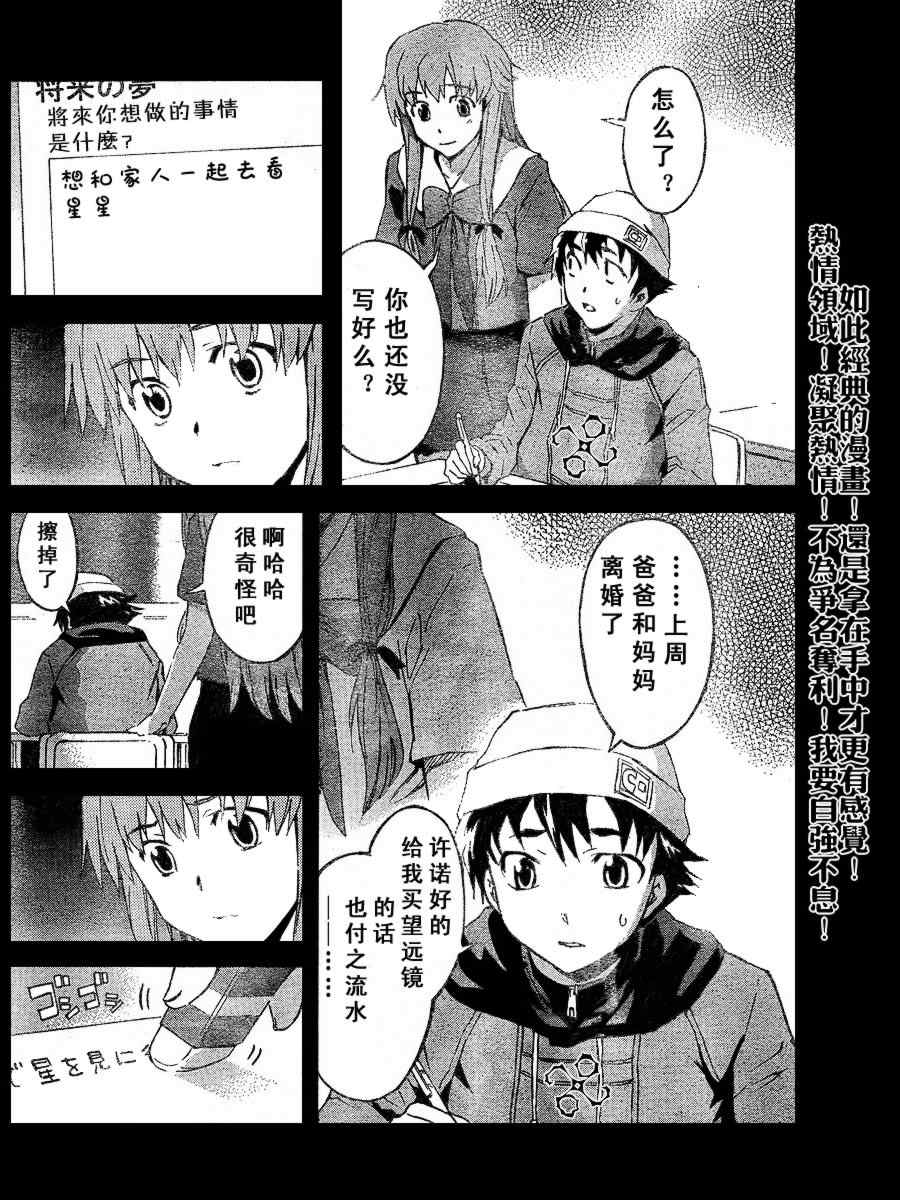 怎么了？
你也还没
写好么？
将来の夢
將來你想做的事情
是什麼？
想和家人一起去看
星星
……上周
爸爸和妈妈
离婚了
许诺好的
给我买望远镜
的话
也付之流水
——……
啊哈哈
很奇怪吧
擦掉了
ゴシゴシ
で星を見に行
如此經典的漫畫！還是拿在手中才更有感覺！
熱情領域！凝聚熱情！不為爭名奪利！我要自強不息！